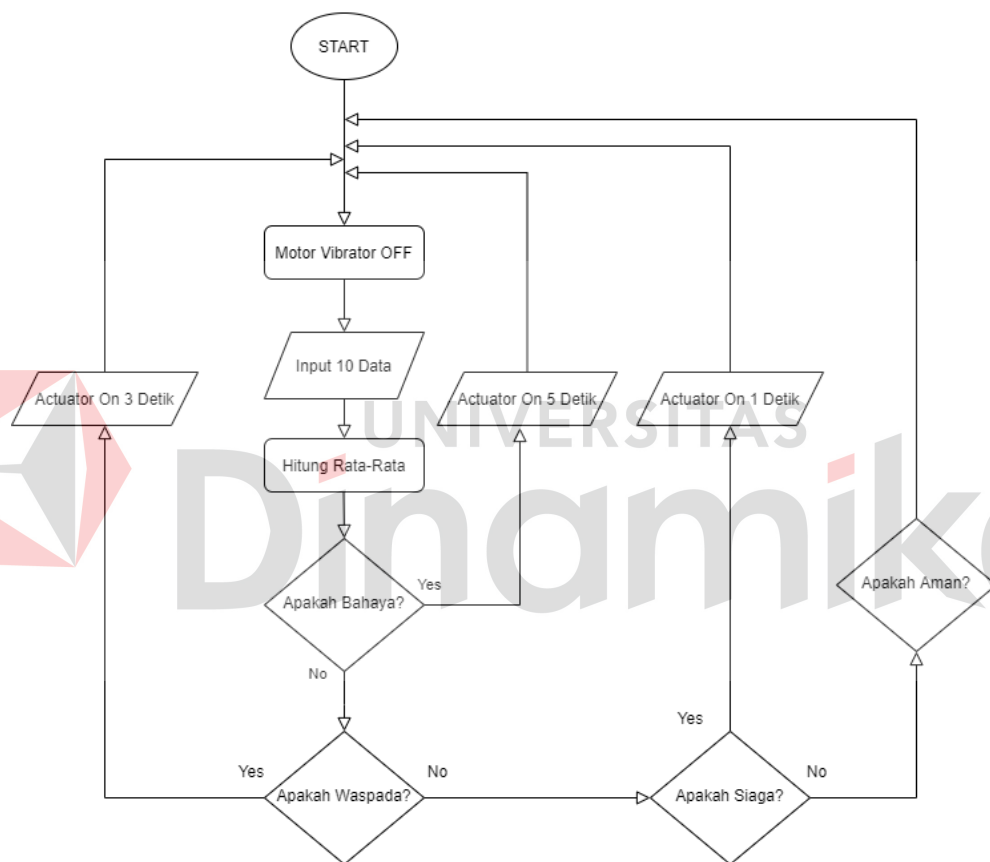 START
Motor Vibrator OFF
Input 10 Data
Actuator On 3 Detik
Actuator On 5 Detik
Actuator On 1 Detik
UNIVERSITAS
Hitung Rata-Rata
Dinamika
Apakah Bahaya?
Yes
No
Apakah Aman?
Yes
Apakah Waspada?
No
Yes
Apakah Siaga?
No